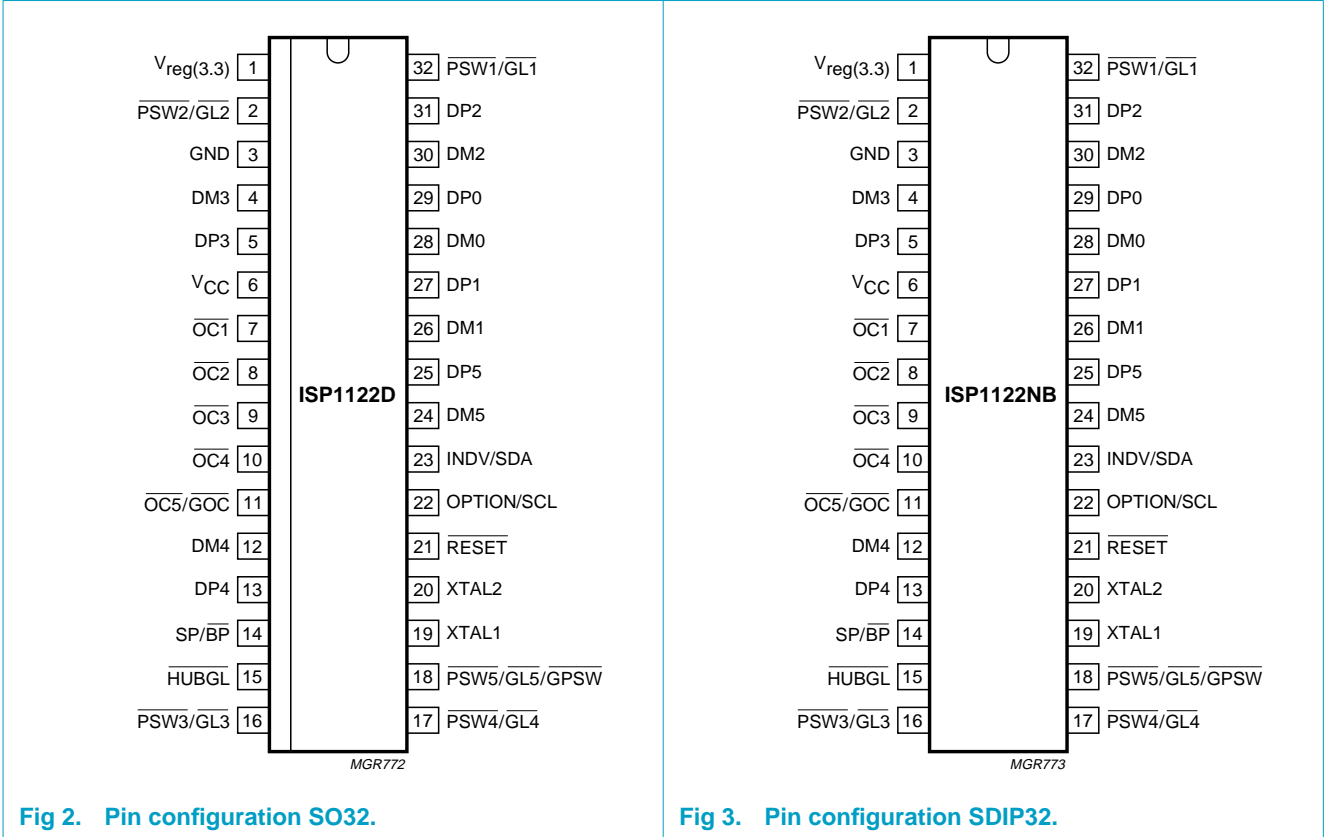 Vreg(3.3) 1 32 PSW1/GL1
PSW2/GL2 2 31 DP2
GND 3 30 DM2
DM3 4 29 DP0
DP3 5 28 DM0
VCC 6 27 DP1
OC1 7 26 DM1
OC2 8 25 DP5
ISP1122D
OC3 9 24 DM5
OC4 10 23 INDV/SDA
OC5/GOC 11 22 OPTION/SCL
DM4 12 21 RESET
DP4 13 20 XTAL2
SP/BP 14 19 XTAL1
HUBGL 15 18 PSW5/GL5/GPSW
PSW3/GL3 16 17 PSW4/GL4
MGR772
Fig 2. Pin configuration SO32.
Vreg(3.3) 1 32 PSW1/GL1
PSW2/GL2 2 31 DP2
GND 3 30 DM2
DM3 4 29 DP0
DP3 5 28 DM0
VCC 6 27 DP1
OC1 7 26 DM1
OC2 8 25 DP5
ISP1122NB
OC3 9 24 DM5
OC4 10 23 INDV/SDA
OC5/GOC 11 22 OPTION/SCL
DM4 12 21 RESET
DP4 13 20 XTAL2
SP/BP 14 19 XTAL1
HUBGL 15 18 PSW5/GL5/GPSW
PSW3/GL3 16 17 PSW4/GL4
MGR773
Fig 3. Pin configuration SDIP32.